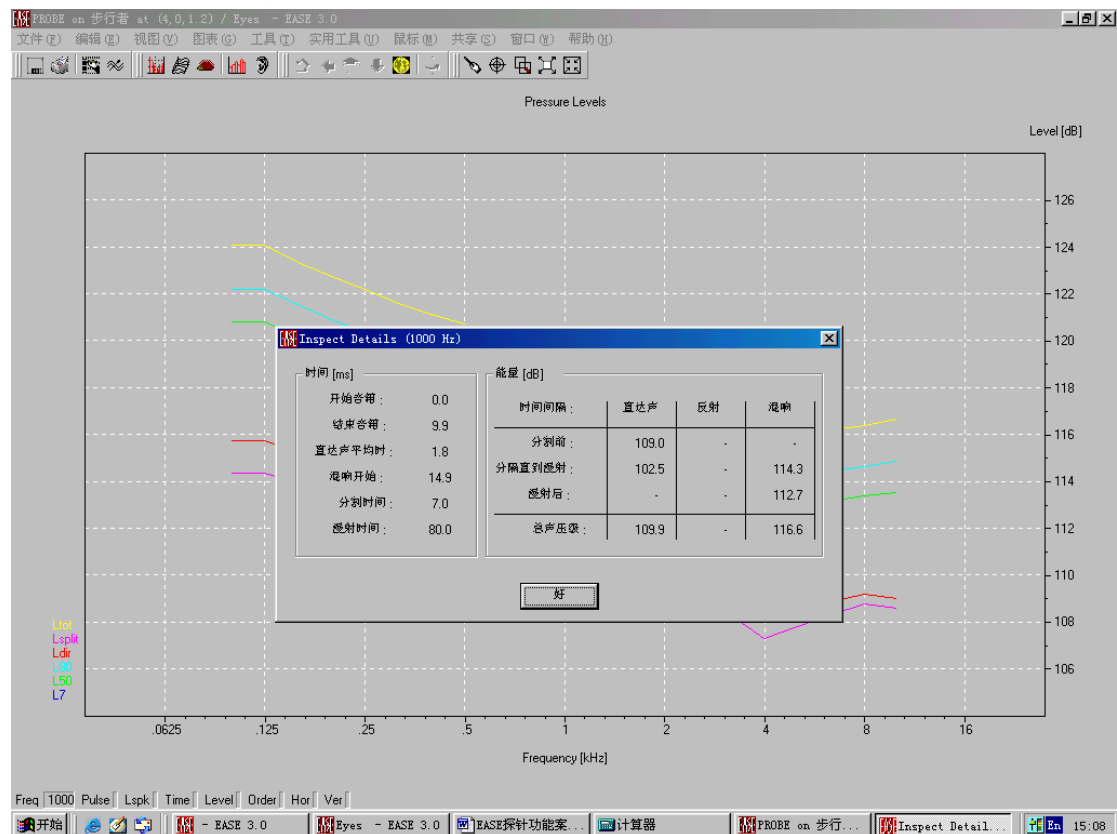 PROBE on 步行者 at (4,0,1.2) / Eyes - EASE 3.0
文件(F) 编辑(E) 视图(V) 图表(G) 工具(T) 实用工具(U) 鼠标(M) 共享(S) 窗口(W) 帮助(H)
Pressure Levels
Level [dB]
126
124
122
120
118
116
114
112
110
108
106
Inspect Details (1000 Hz)
时间 [ms]
开始音箱: 0.0
结束音箱: 9.9
直达声平均时: 1.8
混响开始: 14.9
分割时间: 7.0
漫射时间: 80.0
能量 [dB]
时间间隔: 直达声 反射 混响
分割前: 109.0 - -
分隔直到漫射: 102.5 - 114.3
漫射后: - - 112.7
总声压级: 109.9 - 116.6
好
Ltot
Lsplit
Ldir
L80
L50
L7
.0625 .125 .25 .5 1 2 4 8 16
Frequency [kHz]
Freq 1000 Pulse Lspk Time Level Order Hor Ver
开始 - EASE 3.0 Eyes - EASE 3.0 EASE探针功能案... 计算器 PROBE on 步行... Inspect Detail... En 15:08